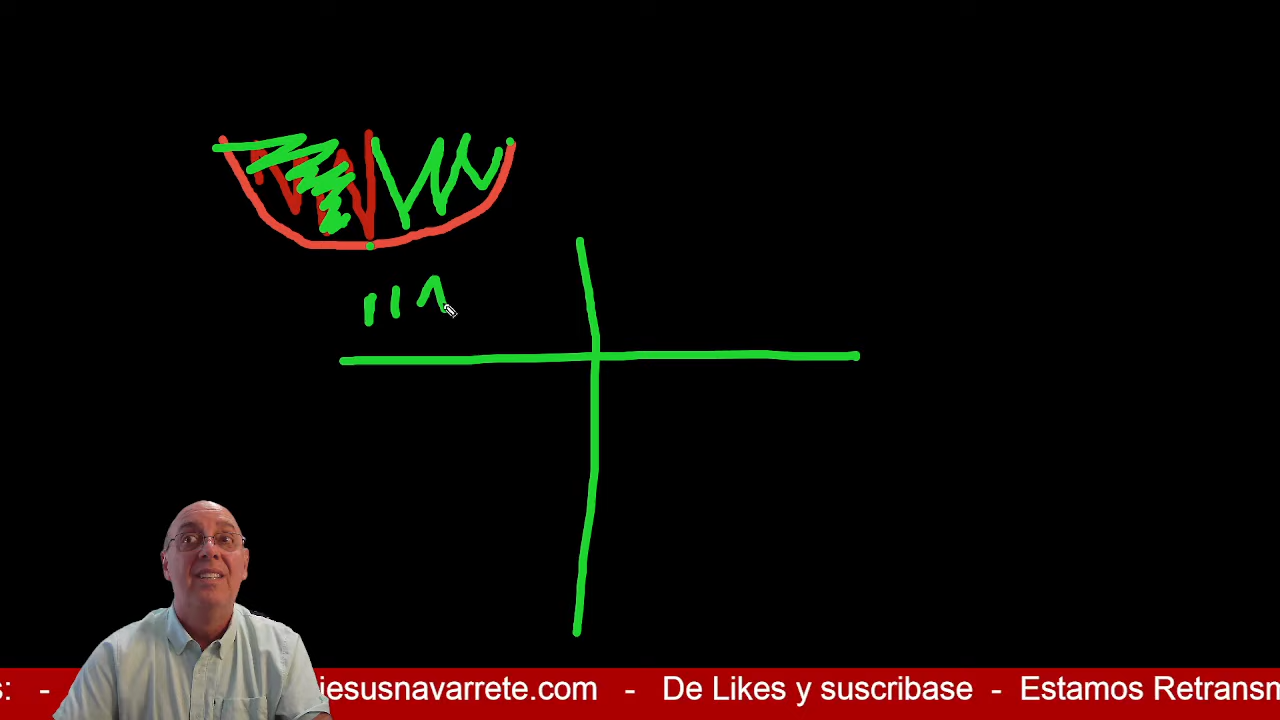 s: - jesusnavarrete.com - De Likes y suscribase - Estamos Retransm